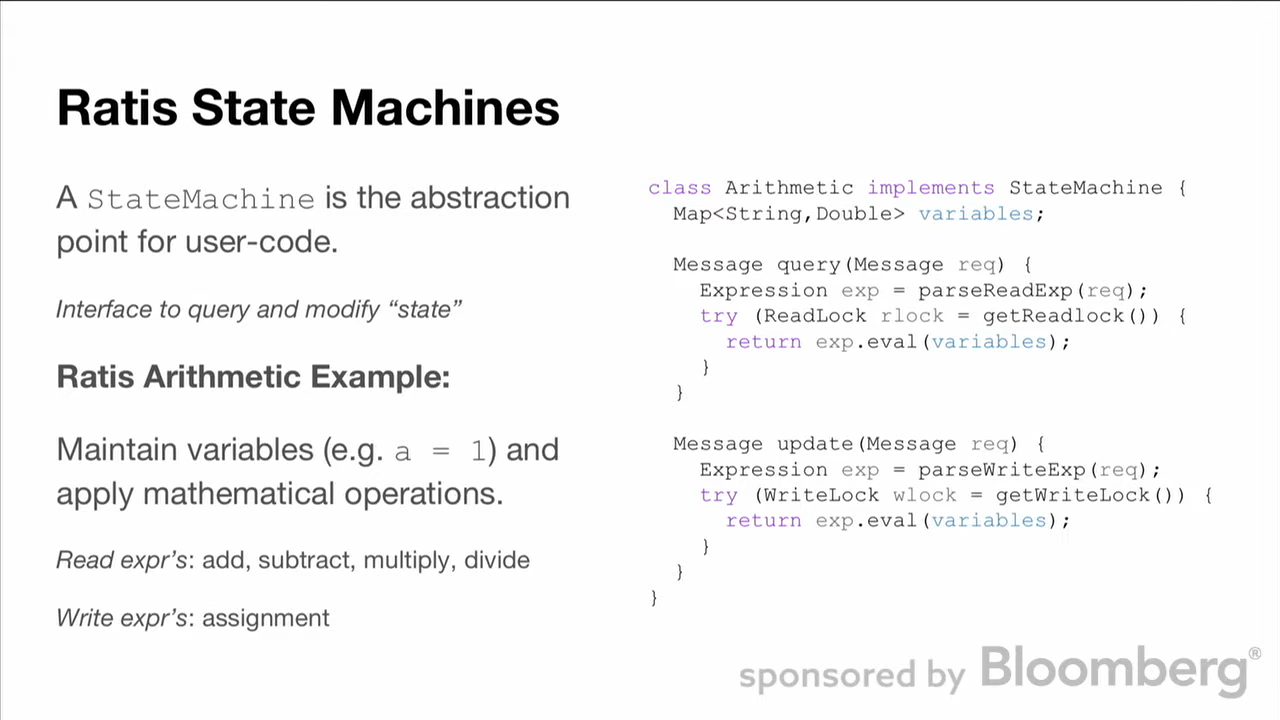 Ratis State Machines
A StateMachine is the abstraction
point for user-code.
Interface to query and modify “state”
Ratis Arithmetic Example:
Maintain variables (e.g. a = 1) and
apply mathematical operations.
Read expr’s: add, subtract, multiply, divide
Write expr’s: assignment
class Arithmetic implements StateMachine {
  Map<String,Double> variables;

  Message query(Message req) {
    Expression exp = parseReadExp(req);
    try (ReadLock rlock = getReadlock()) {
      return exp.eval(variables);
    }
  }

  Message update(Message req) {
    Expression exp = parseWriteExp(req);
    try (WriteLock wlock = getWriteLock()) {
      return exp.eval(variables);
    }
  }
}
sponsored by Bloomberg®